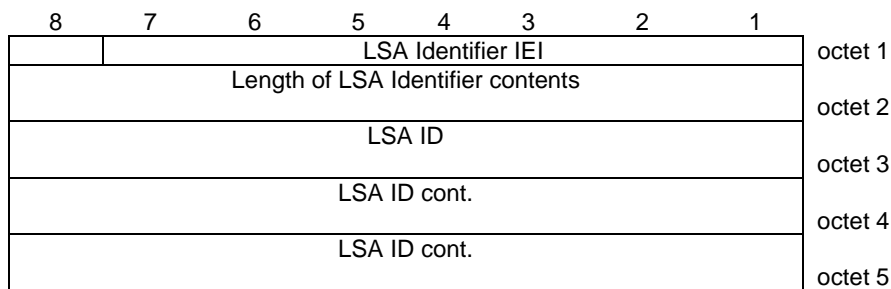 8 7 6 5 4 3 2 1
LSA Identifier IEI octet 1
Length of LSA Identifier contents
octet 2
LSA ID
octet 3
LSA ID cont.
octet 4
LSA ID cont.
octet 5